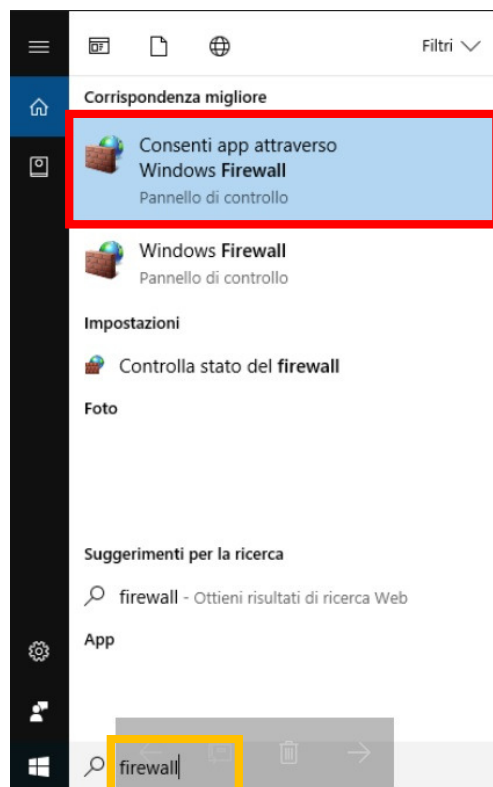 Filtri
Corrispondenza migliore
Consenti app attraverso
Windows Firewall
Pannello di controllo
Windows Firewall
Pannello di controllo
Impostazioni
Controlla stato del firewall
Foto
Suggerimenti per la ricerca
firewall - Ottieni risultati di ricerca Web
App
firewall